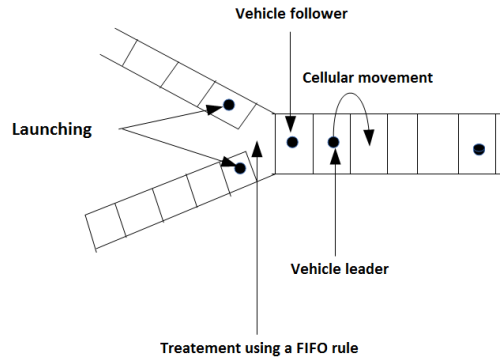 Vehicle follower
Cellular movement
Launching
Vehicle leader
Treatement using a FIFO rule